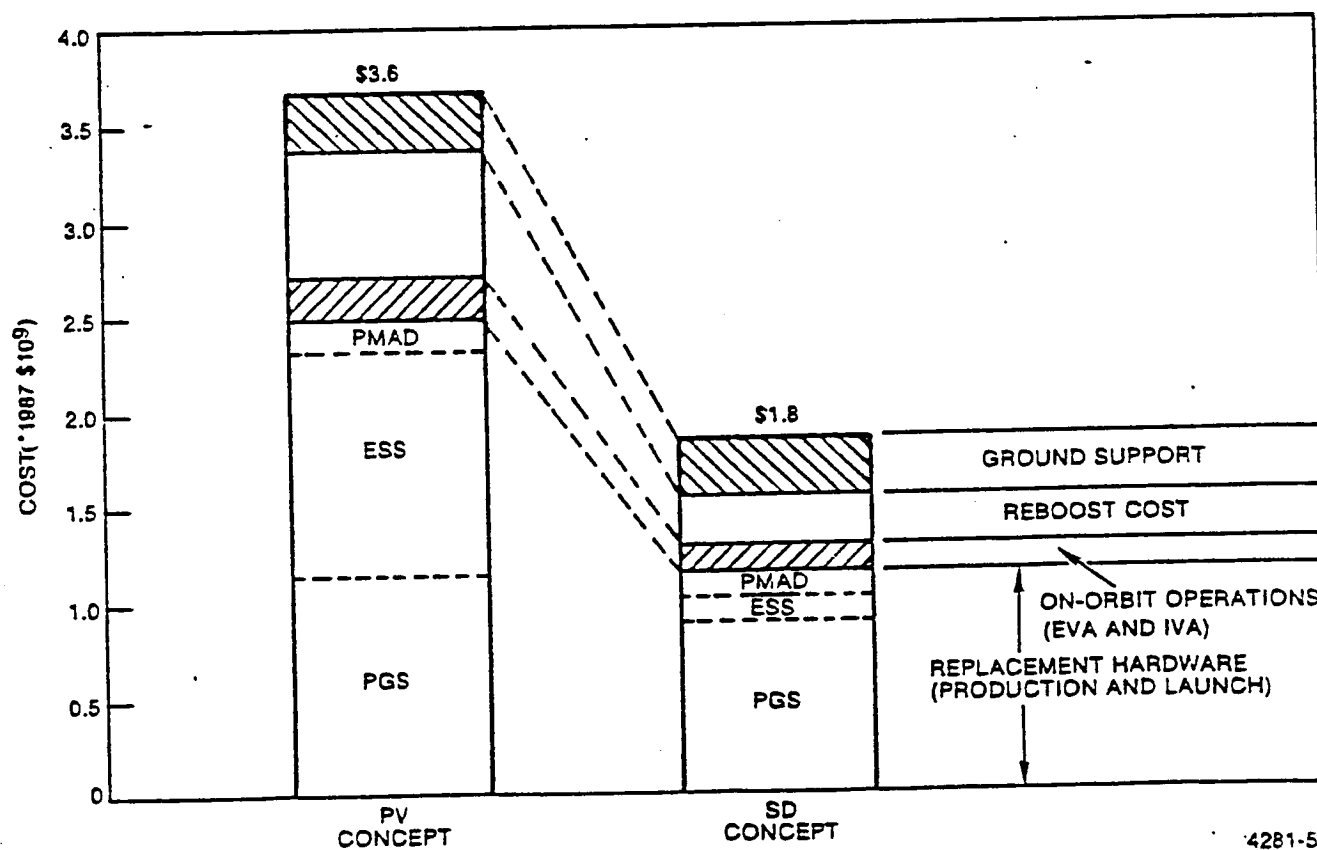 4.0
$3.6
3.5
3.0
2.5
PMAD
COST(*1987 $10⁹)
2.0
ESS
$1.8
GROUND SUPPORT
1.5
REBOOST COST
PMAD
1.0
ESS
ON-ORBIT OPERATIONS
(EVA AND IVA)
REPLACEMENT HARDWARE
(PRODUCTION AND LAUNCH)
PGS
PGS
0.5
0
PV
CONCEPT
SD
CONCEPT
4281-5